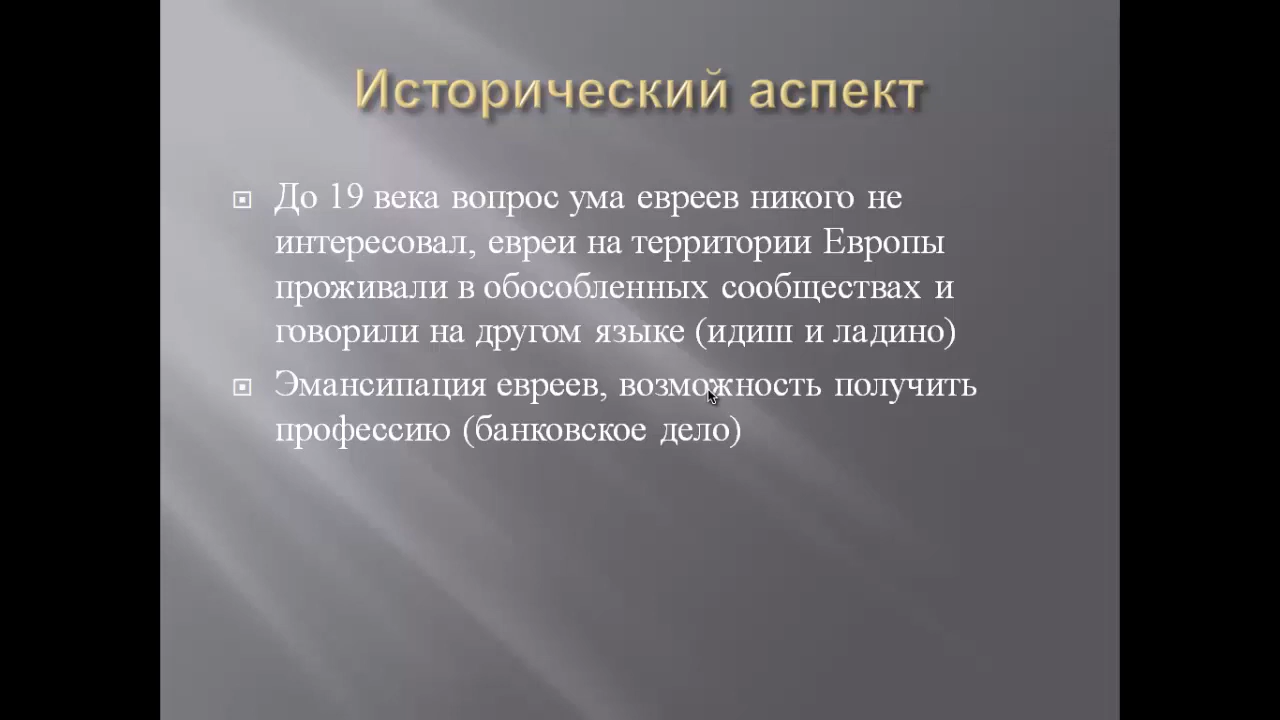 Исторический аспект
До 19 века вопрос ума евреев никого не
интересовал, евреи на территории Европы
проживали в обособленных сообществах и
говорили на другом языке (идиш и ладино)
Эмансипация евреев, возможность получить
профессию (банковское дело)